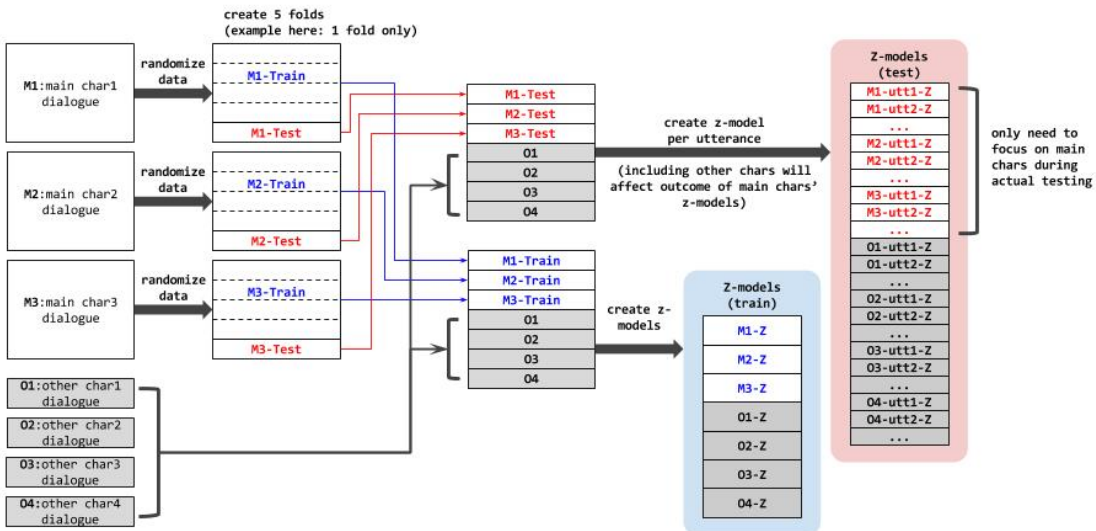 create 5 folds
(example here: 1 fold only)
M1:main char1
dialogue
randomize
data
M1-Train
M1-Test
M2:main char2
dialogue
randomize
data
M2-Train
M2-Test
M3:main char3
dialogue
randomize
data
M3-Train
M3-Test
O1:other char1
dialogue
O2:other char2
dialogue
O3:other char3
dialogue
O4:other char4
dialogue
M1-Test
M2-Test
M3-Test
O1
O2
O3
O4
create z-model
per utterance
(including other chars will
affect outcome of main chars’
z-models)
M1-Train
M2-Train
M3-Train
O1
O2
O3
O4
create z-
models
Z-models
(train)
M1-Z
M2-Z
M3-Z
O1-Z
O2-Z
O3-Z
O4-Z
Z-models
(test)
M1-utt1-Z
M1-utt2-Z
...
M2-utt1-Z
M2-utt2-Z
...
M3-utt1-Z
M3-utt2-Z
...
O1-utt1-Z
O1-utt2-Z
...
O2-utt1-Z
O2-utt2-Z
...
O3-utt1-Z
O3-utt2-Z
...
O4-utt1-Z
O4-utt2-Z
...
only need to
focus on main
chars during
actual testing